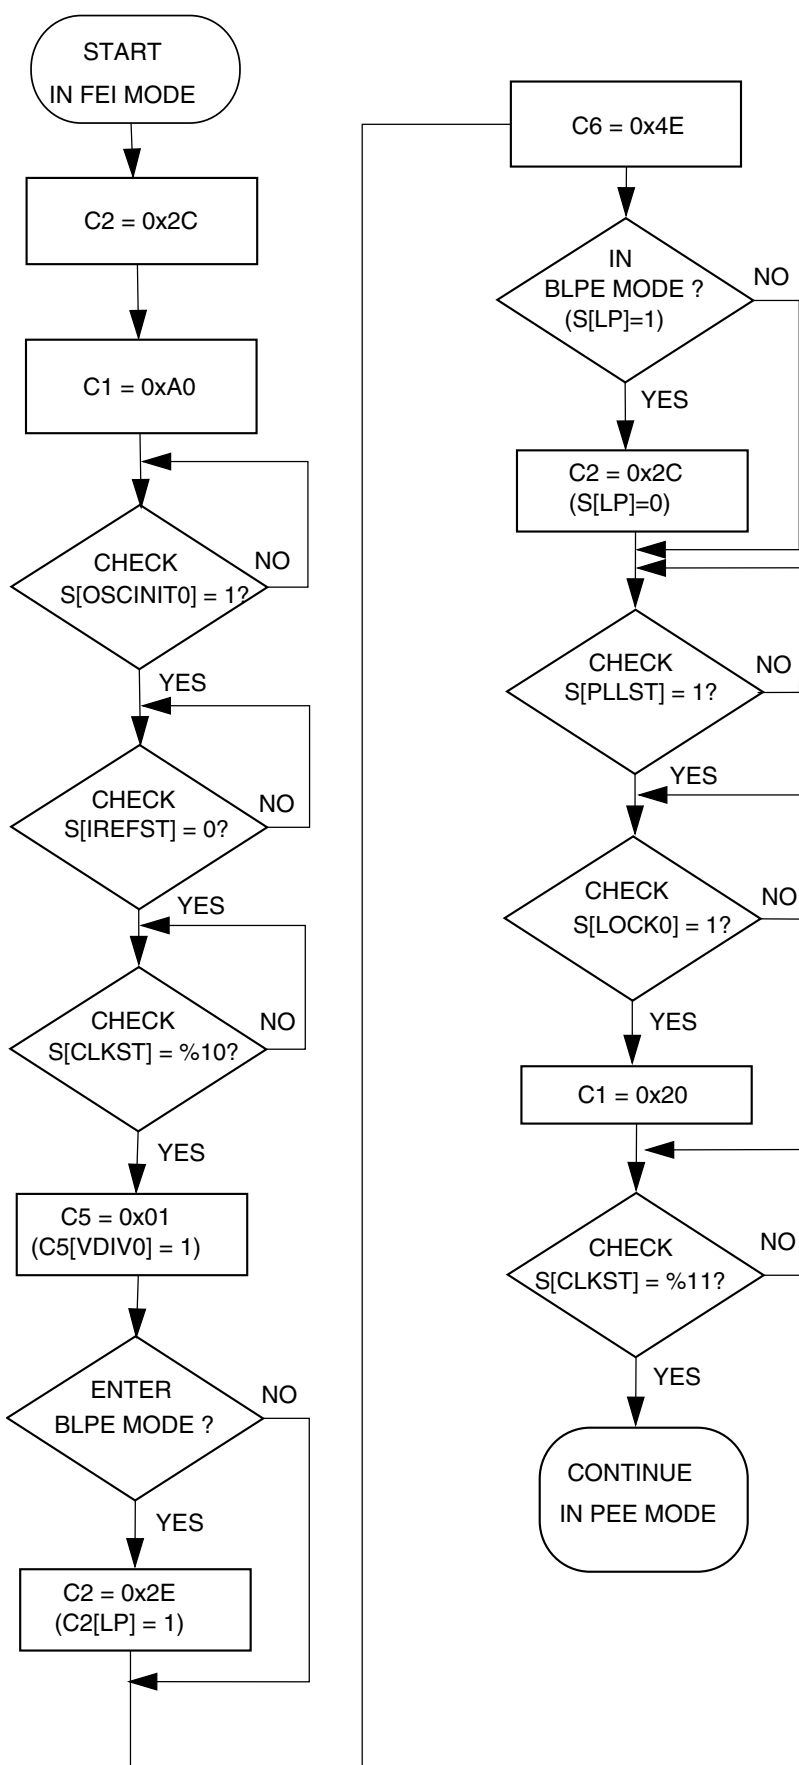 START
IN FEI MODE
C2 = 0x2C
C1 = 0xA0
CHECK
S[OSCINIT0] = 1?
NO
YES
CHECK
S[IREFST] = 0?
NO
YES
CHECK
S[CLKST] = %10?
NO
YES
C5 = 0x01
(C5[VDIV0] = 1)
ENTER
BLPE MODE ?
NO
YES
C2 = 0x2E
(C2[LP] = 1)
C6 = 0x4E
IN
BLPE MODE ?
(S[LP]=1)
NO
YES
C2 = 0x2C
(S[LP]=0)
CHECK
S[PLLST] = 1?
NO
YES
CHECK
S[LOCK0] = 1?
NO
YES
C1 = 0x20
CHECK
S[CLKST] = %11?
NO
YES
CONTINUE
IN PEE MODE